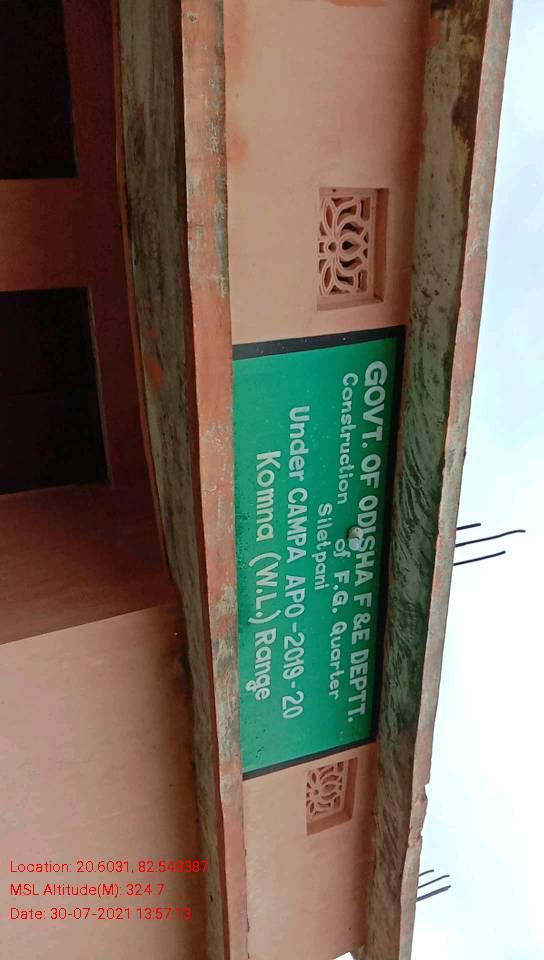 GOVT. OF ODISHA F&E DEPTT.
Construction of F.G. Quarter
Siletpani
Under CAMPA APO-2019-20
Komna (W.L.) Range
Location: 20.6031, 82.548387
MSL Altitude(M): 324.7
Date: 30-07-2021 13:57:13